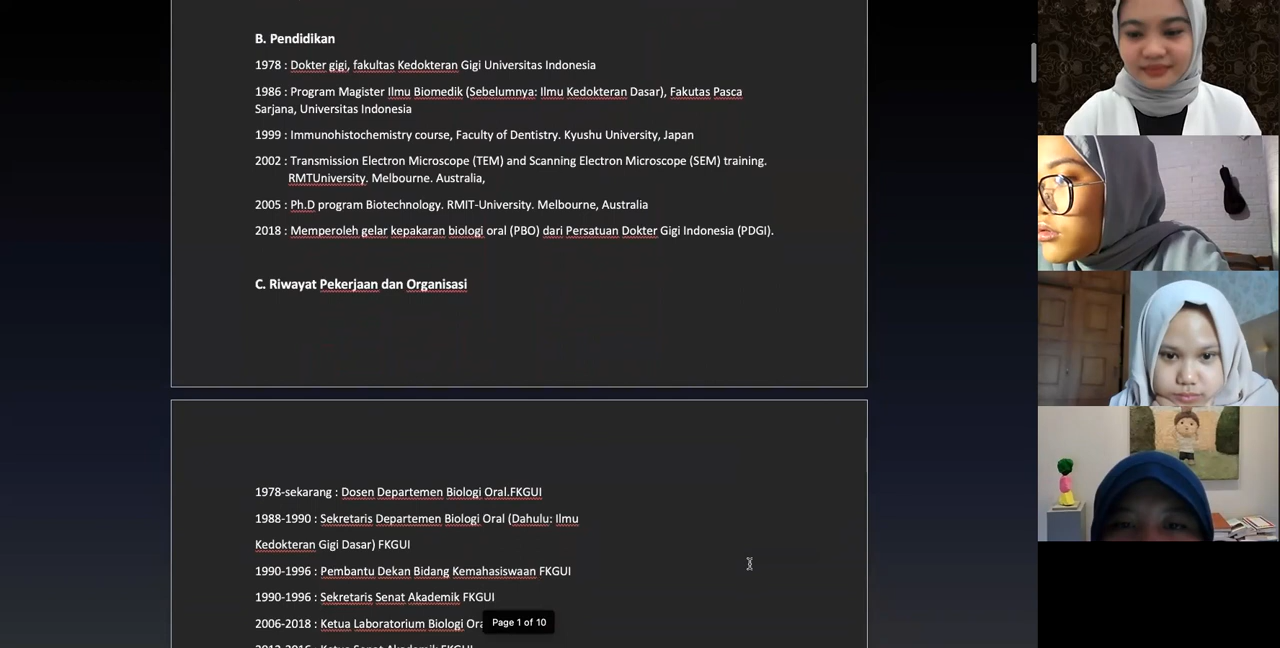 B. Pendidikan
1978 : Dokter gigi, fakultas Kedokteran Gigi Universitas Indonesia
1986 : Program Magister Ilmu Biomedik (Sebelumnya: Ilmu Kedokteran Dasar), Fakutas Pasca
Sarjana, Universitas Indonesia
1999 : Immunohistochemistry course, Faculty of Dentistry. Kyushu University, Japan
2002 : Transmission Electron Microscope (TEM) and Scanning Electron Microscope (SEM) training.
RMTUniversity. Melbourne. Australia,
2005 : Ph.D program Biotechnology. RMIT-University. Melbourne, Australia
2018 : Memperoleh gelar kepakaran biologi oral (PBO) dari Persatuan Dokter Gigi Indonesia (PDGI).
C. Riwayat Pekerjaan dan Organisasi
1978-sekarang : Dosen Departemen Biologi Oral.FKGUI
1988-1990 : Sekretaris Departemen Biologi Oral (Dahulu: Ilmu
Kedokteran Gigi Dasar) FKGUI
1990-1996 : Pembantu Dekan Bidang Kemahasiswaan FKGUI
1990-1996 : Sekretaris Senat Akademik FKGUI
2006-2018 : Ketua Laboratorium Biologi
Page 1 of 10
Ketua Senat Akademik FKGUI